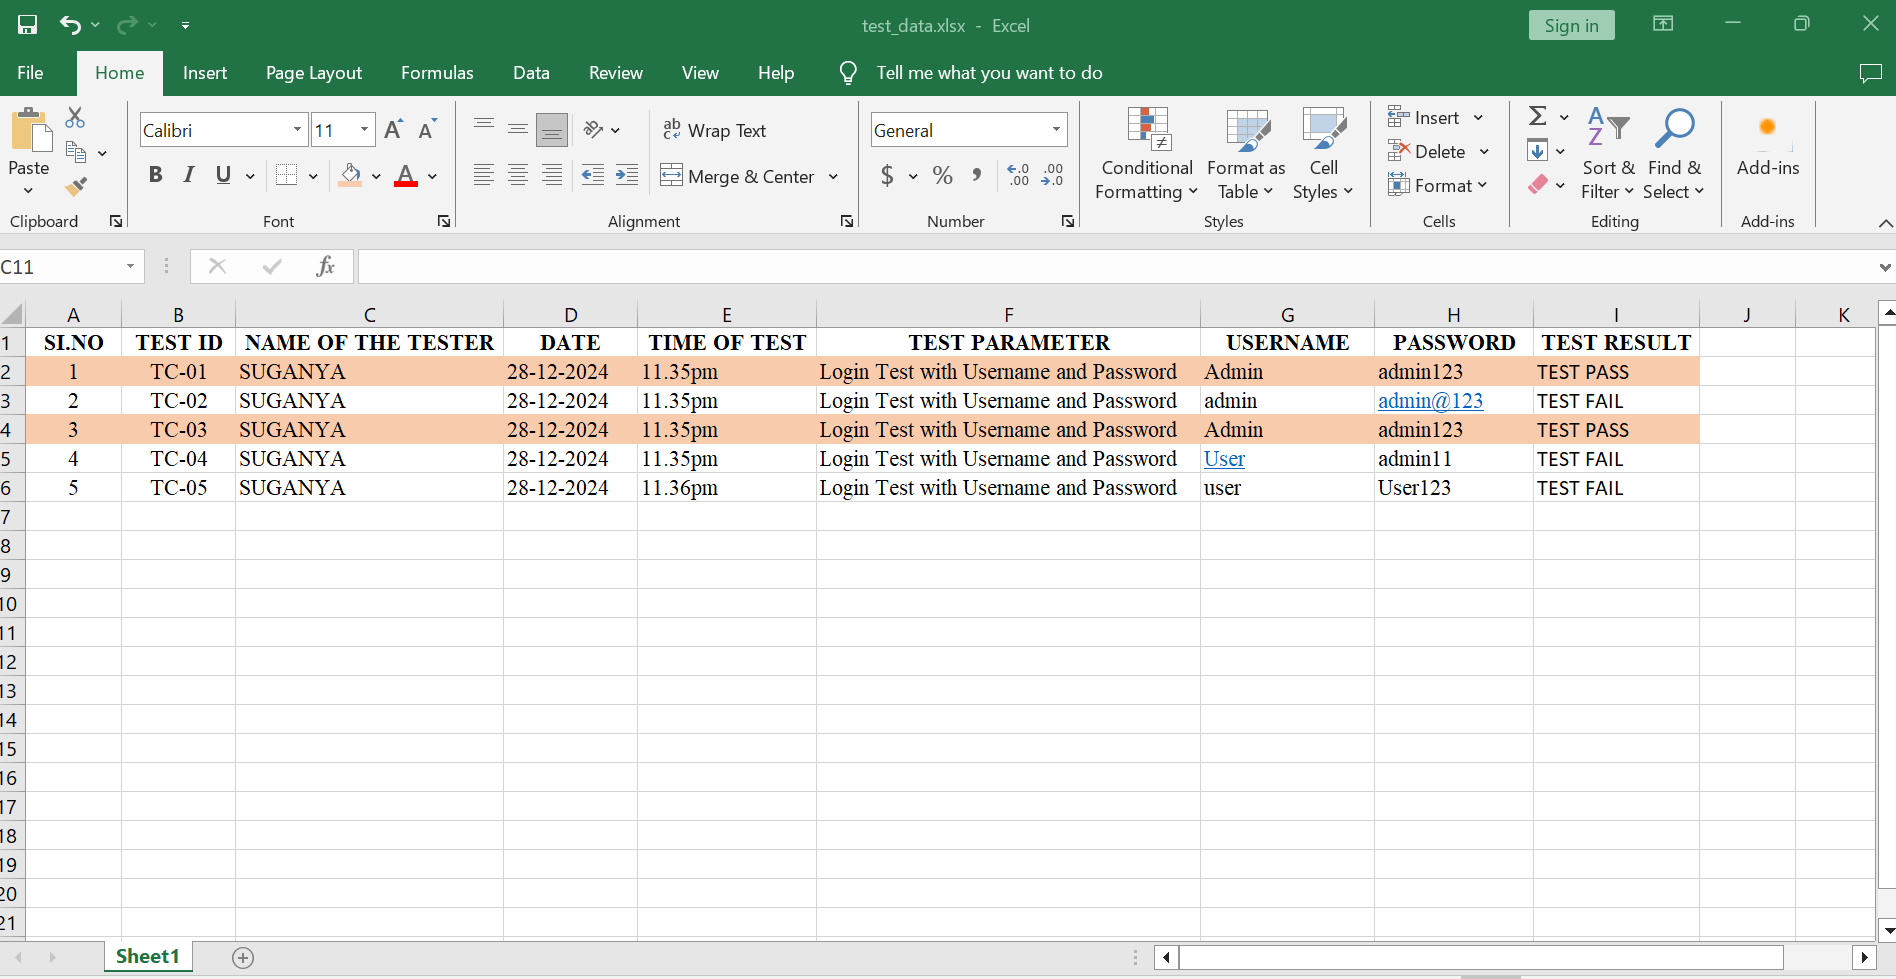 test_data.xlsx - Excel
Sign in
File Home Insert Page Layout Formulas Data Review View Help Tell me what you want to do
Paste
Clipboard
Calibri 11
A A
B I U A
Font
ab Wrap Text
Merge & Center
Alignment
General
$ % , .0 .00 .00 .0
Number
Conditional Formatting
Format as Table
Cell Styles
Styles
Insert
Delete
Format
Cells
Σ
A Z Sort & Filter
Find & Select
Editing
Add-ins
Add-ins
C11 fx
A B C D E F G H I J K
1 SI.NO TEST ID NAME OF THE TESTER DATE TIME OF TEST TEST PARAMETER USERNAME PASSWORD TEST RESULT
2 1 TC-01 SUGANYA 28-12-2024 11.35pm Login Test with Username and Password Admin admin123 TEST PASS
3 2 TC-02 SUGANYA 28-12-2024 11.35pm Login Test with Username and Password admin admin@123 TEST FAIL
4 3 TC-03 SUGANYA 28-12-2024 11.35pm Login Test with Username and Password Admin admin123 TEST PASS
5 4 TC-04 SUGANYA 28-12-2024 11.35pm Login Test with Username and Password User admin11 TEST FAIL
6 5 TC-05 SUGANYA 28-12-2024 11.36pm Login Test with Username and Password user User123 TEST FAIL
7
8
9
10
11
12
13
14
15
16
17
18
19
20
21
Sheet1